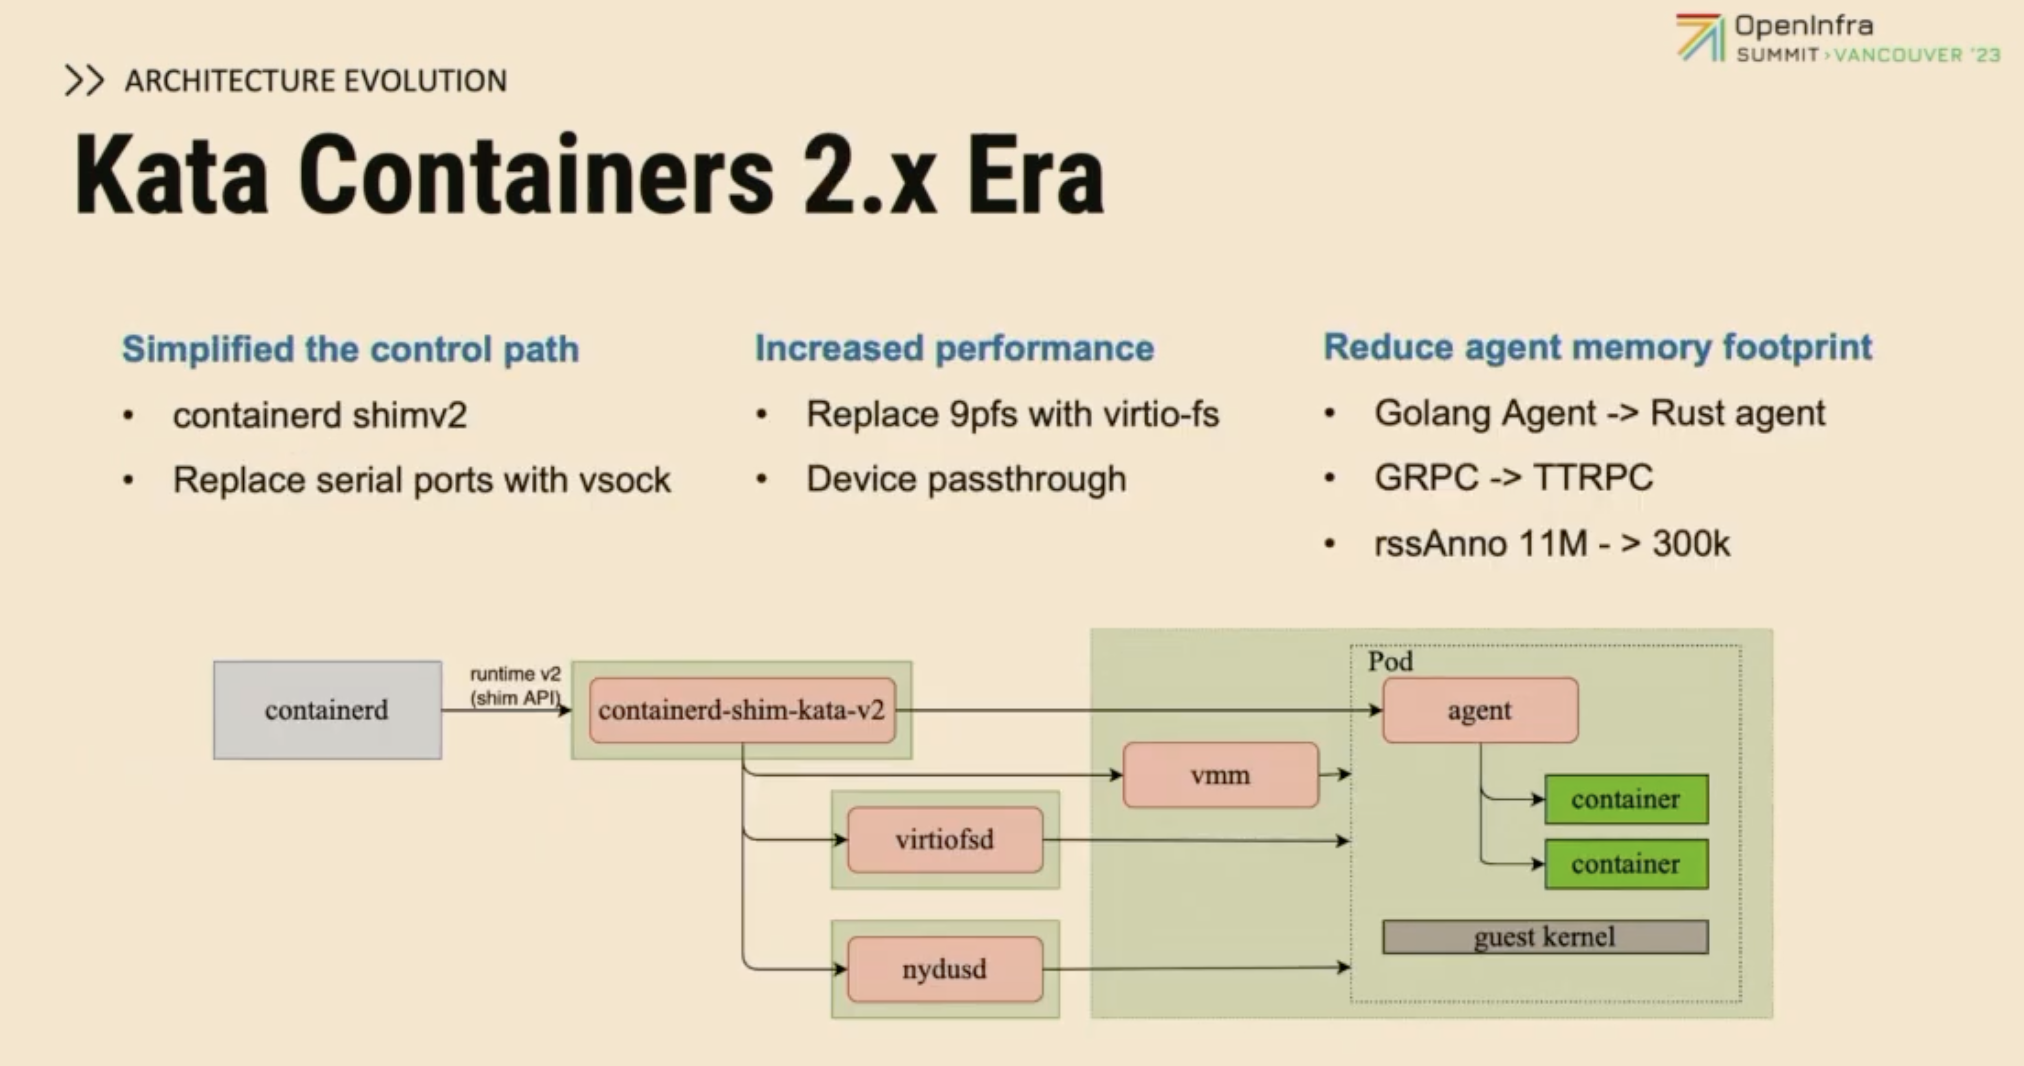 OpenInfra
SUMMIT › VANCOUVER '23
>> ARCHITECTURE EVOLUTION
Kata Containers 2.x Era
Simplified the control path
• containerd shimv2
• Replace serial ports with vsock
Increased performance
• Replace 9pfs with virtio-fs
• Device passthrough
Reduce agent memory footprint
• Golang Agent -> Rust agent
• GRPC -> TTRPC
• rssAnno 11M - > 300k
containerd
runtime v2
(shim API)
containerd-shim-kata-v2
vmm
virtiofsd
nydusd
Pod
agent
container
container
guest kernel